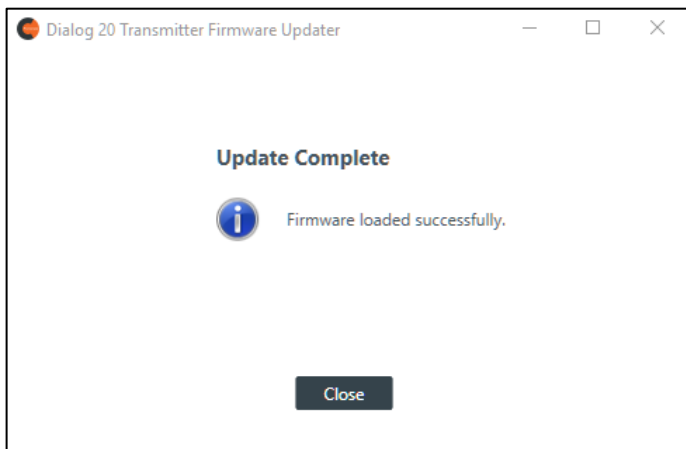 Dialog 20 Transmitter Firmware Updater
Update Complete
Firmware loaded successfully.
Close